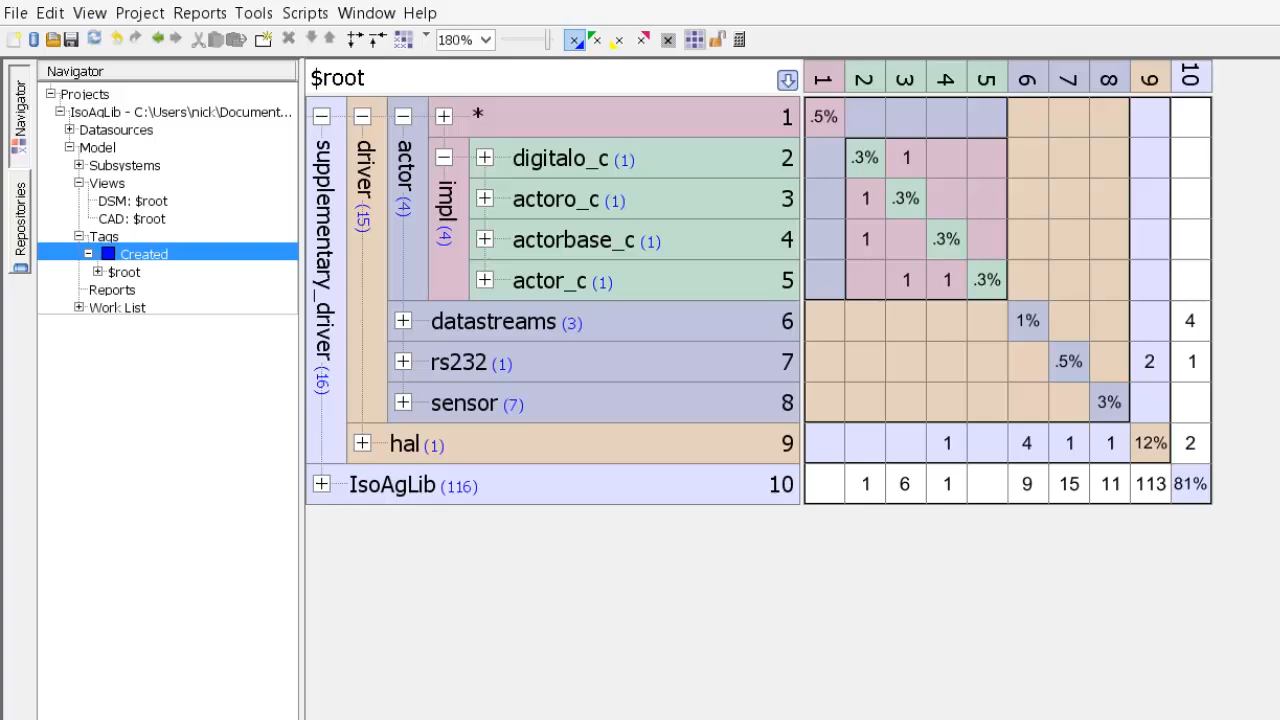 File Edit View Project Reports Tools Scripts Window Help
180%
Navigator
Repositories
Navigator
Projects
IsoAgLib - C:\Users\nick\Document...
Datasources
Model
Subsystems
Views
DSM: $root
CAD: $root
Tags
Created
$root
Reports
Work List
$root
1 2 3 4 5 6 7 8 9 10
supplementary_driver (16)
driver (15)
actor (4)
impl (4)
* 1 .5%
digitalo_c (1) 2 .3% 1
actoro_c (1) 3 1 .3%
actorbase_c (1) 4 1 .3%
actor_c (1) 5 1 1 .3%
datastreams (3) 6 1% 4
rs232 (1) 7 .5% 2 1
sensor (7) 8 3%
hal (1) 9 1 4 1 1 12% 2
IsoAgLib (116) 10 1 6 1 9 15 11 113 81%